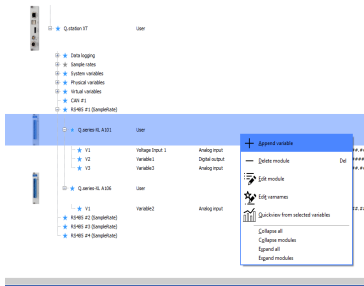 Q.station XT User
Data logging
Sample rates
System variables
Physical variables
Virtual variables
CAN #1
RS485 #1 (SampleRate)
Q.series-XL A101 User
V1 Voltage Input 1 Analog input
V2 Variable1 Digital output
V3 Variable3 Analog input
Q.series-XL A106 User
V1 Variable2 Analog input
RS485 #2 (SampleRate)
RS485 #3 (SampleRate)
RS485 #4 (SampleRate)
Append variable
Delete module Del
Edit module
Edit varnames
Quickview from selected variables
Collapse all
Collapse modules
Expand all
Expand modules